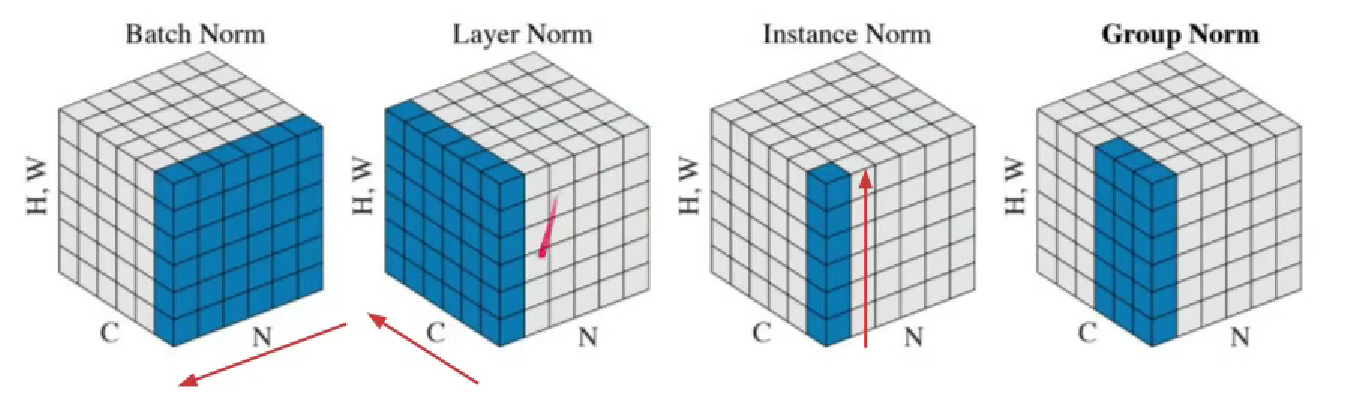 Batch Norm
H, W
C
N
Layer Norm
H, W
C
N
Instance Norm
H, W
C
N
Group Norm
H, W
C
N